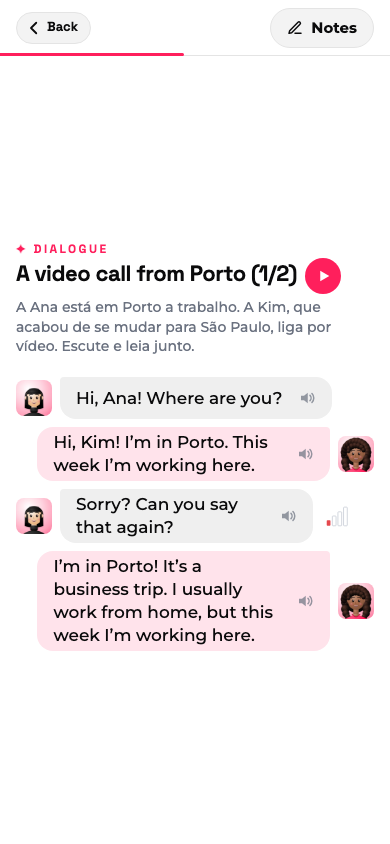 Back
Notes
DIALOGUE
A video call from Porto (1/2)
A Ana está em Porto a trabalho. A Kim, que
acabou de se mudar para São Paulo, liga por
vídeo. Escute e leia junto.
Hi, Ana! Where are you?
Hi, Kim! I’m in Porto. This
week I’m working here.
Sorry? Can you say
that again?
I’m in Porto! It’s a
business trip. I usually
work from home, but this
week I’m working here.